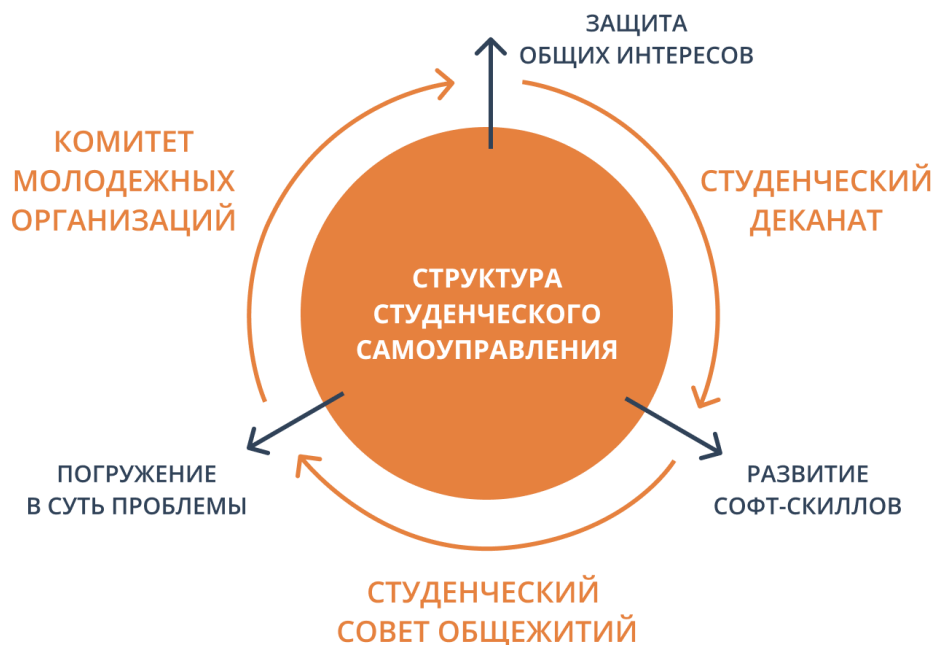 ЗАЩИТА
ОБЩИХ ИНТЕРЕСОВ
КОМИТЕТ
МОЛОДЕЖНЫХ
ОРГАНИЗАЦИЙ
СТУДЕНЧЕСКИЙ
ДЕКАНАТ
СТРУКТУРА
СТУДЕНЧЕСКОГО
САМОУПРАВЛЕНИЯ
ПОГРУЖЕНИЕ
В СУТЬ ПРОБЛЕМЫ
РАЗВИТИЕ
СОФТ-СКИЛЛОВ
СТУДЕНЧЕСКИЙ
СОВЕТ ОБЩЕЖИТИЙ